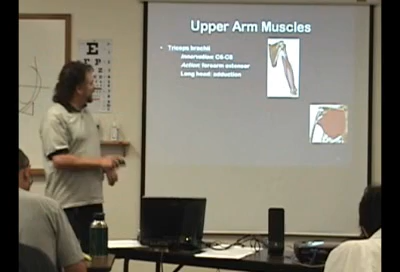 Upper Arm Muscles
• Triceps brachii
Innervation: C6-C8
Action: forearm extensor
Long head: adduction
E